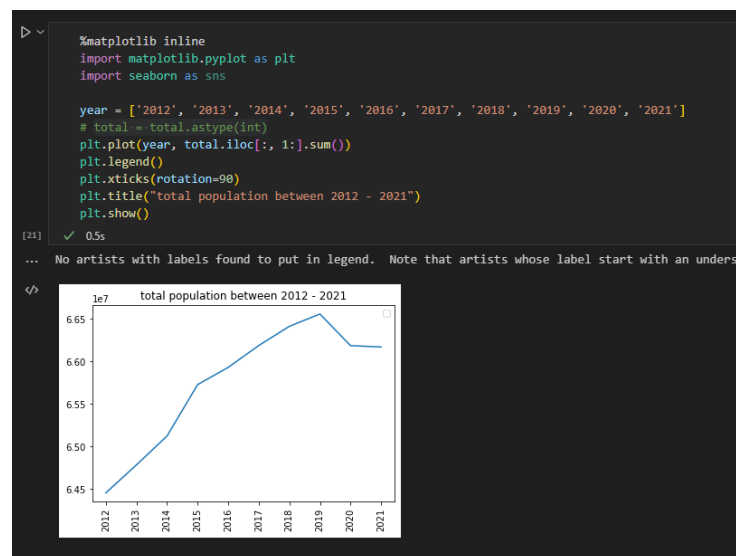 %matplotlib inline
import matplotlib.pyplot as plt
import seaborn as sns
year = ['2012', '2013', '2014', '2015', '2016', '2017', '2018', '2019', '2020', '2021']
# total = total.astype(int)
plt.plot(year, total.iloc[:, 1:].sum())
plt.legend()
plt.xticks(rotation=90)
plt.title("total population between 2012 - 2021")
plt.show()
[21] ✓ 0.5s
... No artists with labels found to put in legend. Note that artists whose label start with an unders
</>
1e7 total population between 2012 - 2021
6.65
6.60
6.55
6.50
6.45
2012 2013 2014 2015 2016 2017 2018 2019 2020 2021